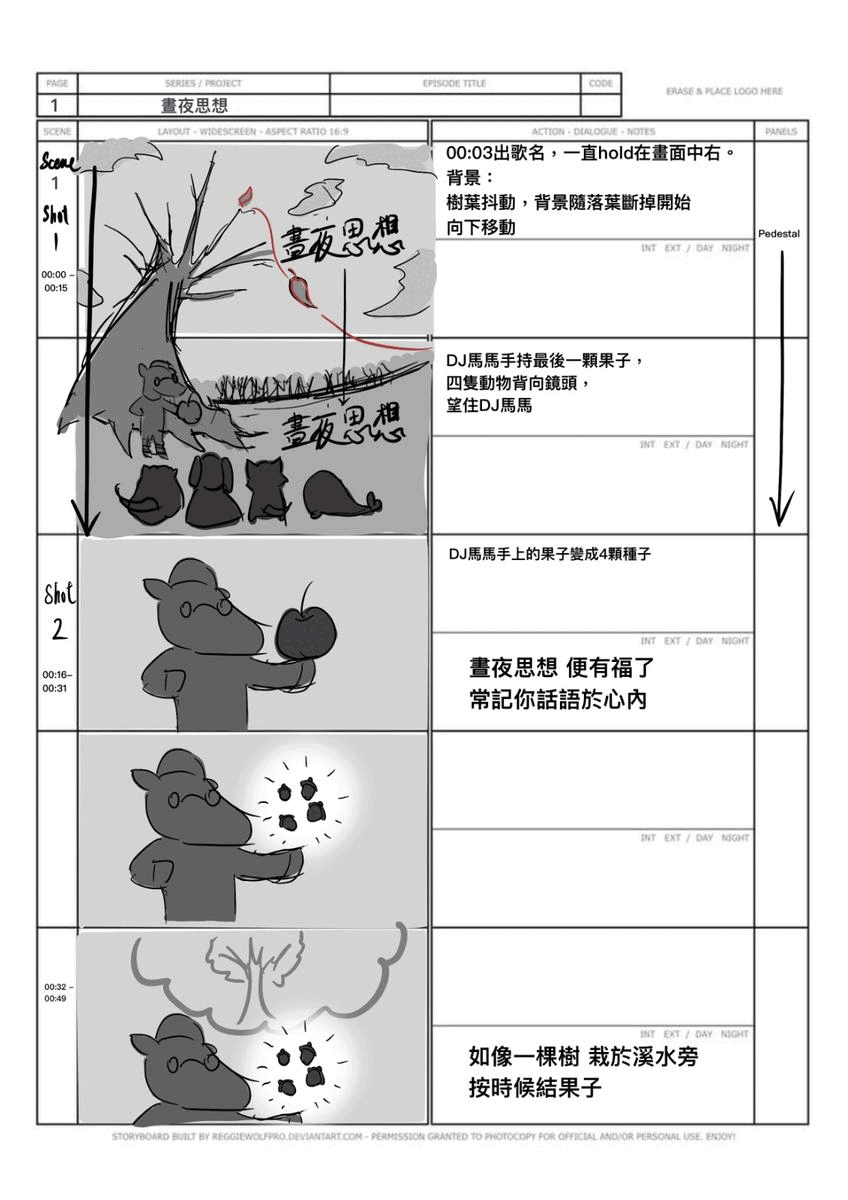 PAGE SERIES / PROJECT EPISODE TITLE CODE
ERASE & PLACE LOGO HERE
1 晝夜思想
SCENE LAYOUT - WIDESCREEN - ASPECT RATIO 16:9 ACTION - DIALOGUE - NOTES PANELS
Scene
1
Shot
1
00:00 –
00:15
晝夜思想
00:03出歌名，一直hold在畫面中右。
背景：
樹葉抖動，背景隨落葉斷掉開始
向下移動
INT EXT / DAY NIGHT
Pedestal
晝夜思想
DJ馬馬手持最後一顆果子，
四隻動物背向鏡頭，
望住DJ馬馬
INT EXT / DAY NIGHT
Shot
2
00:16–
00:31
DJ馬馬手上的果子變成4顆種子
INT EXT / DAY NIGHT
晝夜思想 便有福了
常記你話語於心內
INT EXT / DAY NIGHT
00:32 –
00:49
INT EXT / DAY NIGHT
如像一棵樹 栽於溪水旁
按時候結果子
STORYBOARD BUILT BY REGGIEWOLFPRO.DEVIANTART.COM - PERMISSION GRANTED TO PHOTOCOPY FOR OFFICIAL AND/OR PERSONAL USE. ENJOY!